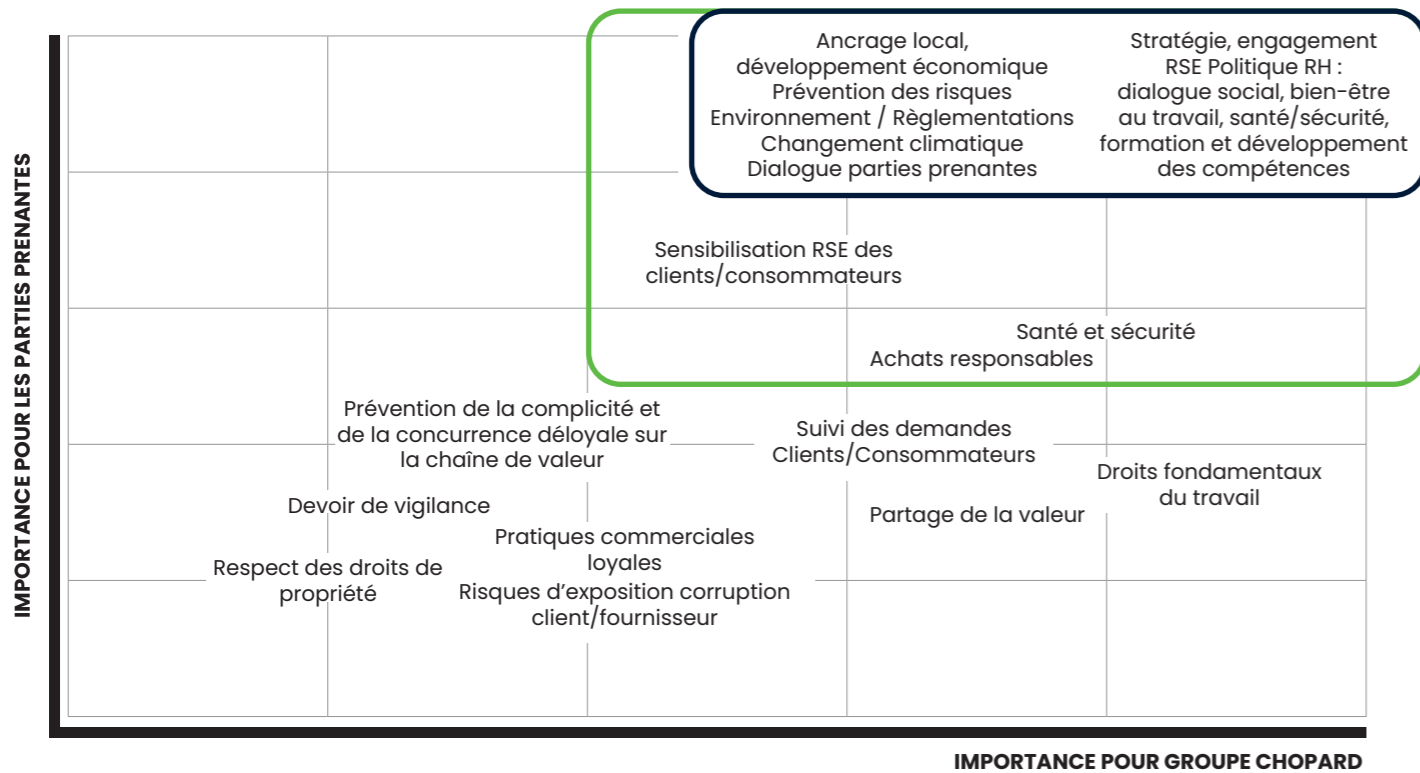 IMPORTANCE POUR LES PARTIES PRENANTES
Ancrage local,
développement économique
Prévention des risques
Environnement / Règlementations
Changement climatique
Dialogue parties prenantes
Stratégie, engagement
RSE Politique RH :
dialogue social, bien-être
au travail, santé/sécurité,
formation et développement
des compétences
Sensibilisation RSE des
clients/consommateurs
Santé et sécurité
Achats responsables
Prévention de la complicité et
de la concurrence déloyale sur
la chaîne de valeur
Suivi des demandes
Clients/Consommateurs
Droits fondamentaux
du travail
Devoir de vigilance
Partage de la valeur
Pratiques commerciales
loyales
Respect des droits de
propriété
Risques d’exposition corruption
client/fournisseur
IMPORTANCE POUR GROUPE CHOPARD